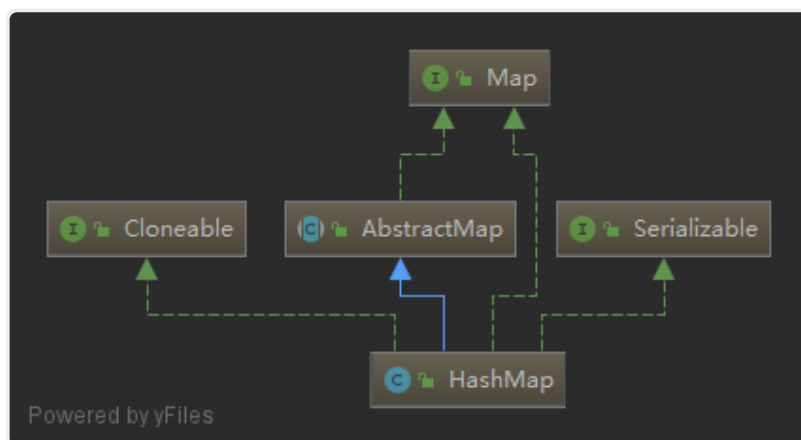 I Map
I Cloneable
C AbstractMap
I Serializable
C HashMap
Powered by yFiles